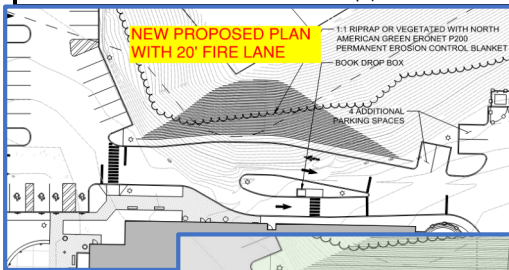 NEW PROPOSED PLAN
WITH 20' FIRE LANE
1:1 RIPRAP OR VEGETATED WITH NORTH
AMERICAN GREEN ERONET P200
PERMANENT EROSION CONTROL BLANKET
BOOK DROP BOX
4 ADDITIONAL
PARKING SPACES